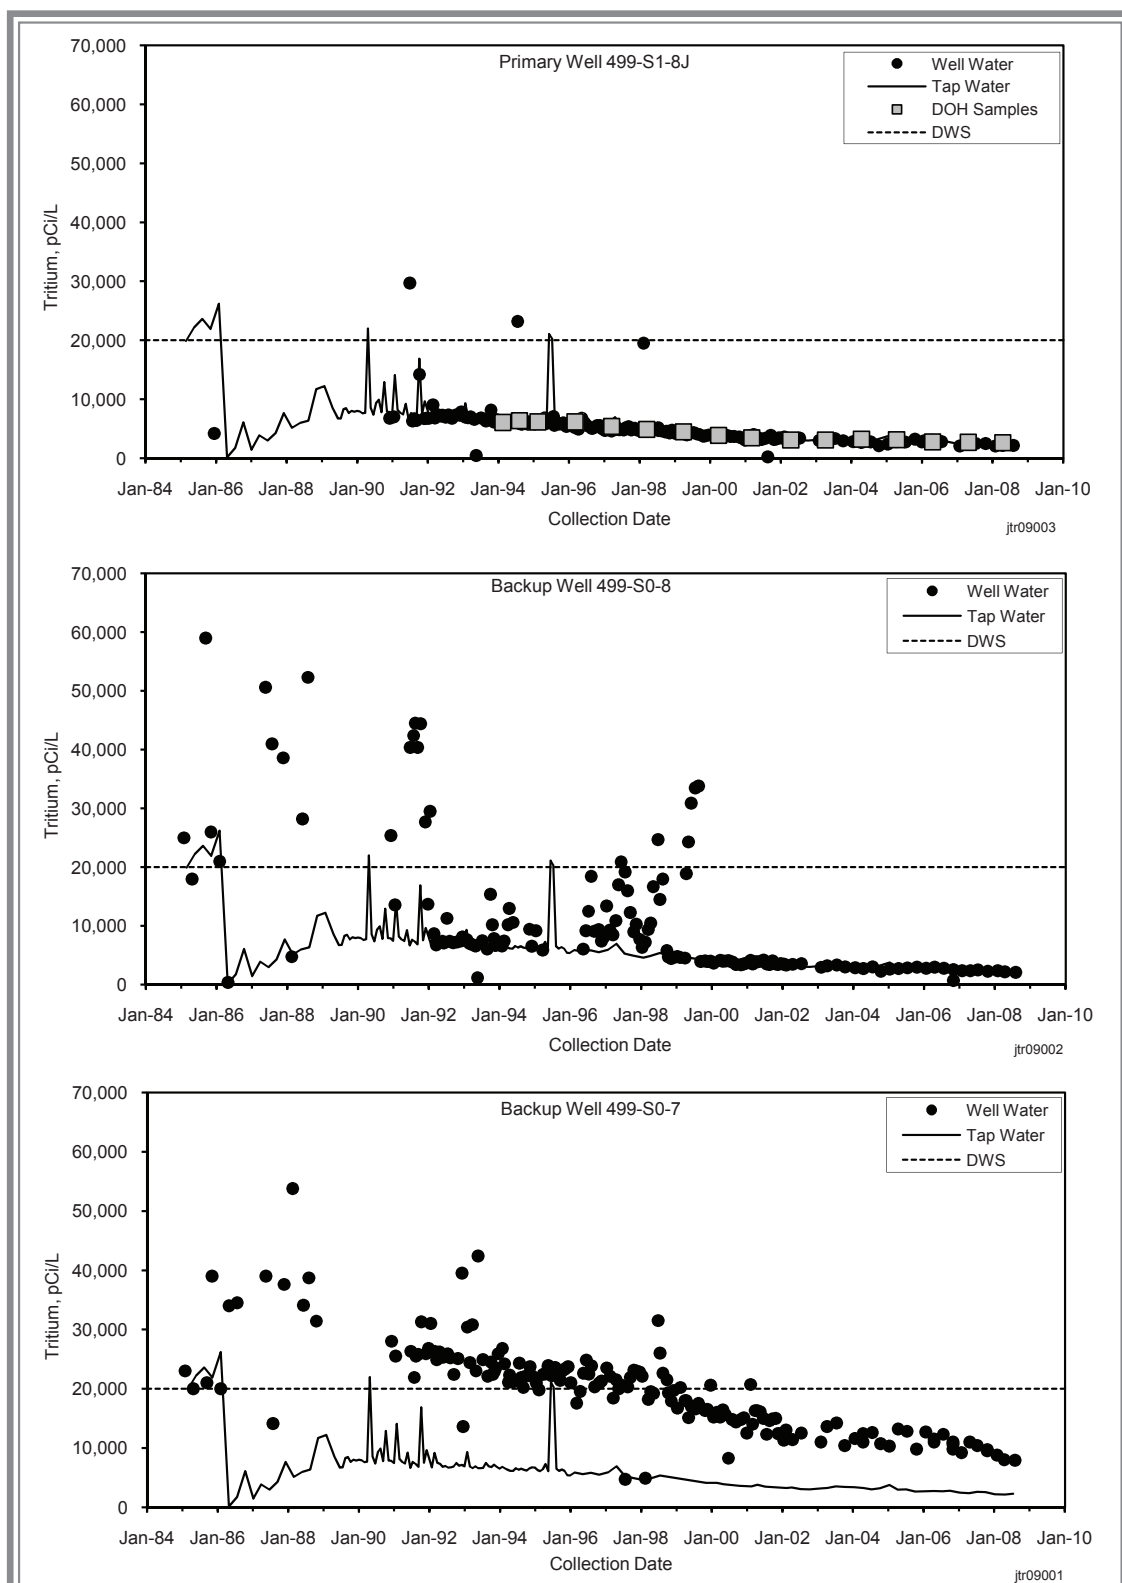 Primary Well 499-S1-8J
Well Water
Tap Water
DOH Samples
DWS
70,000
60,000
50,000
40,000
30,000
20,000
10,000
0
Tritium, pCi/L
Jan-84 Jan-86 Jan-88 Jan-90 Jan-92 Jan-94 Jan-96 Jan-98 Jan-00 Jan-02 Jan-04 Jan-06 Jan-08 Jan-10
Collection Date
jtr09003
Backup Well 499-S0-8
Well Water
Tap Water
DWS
70,000
60,000
50,000
40,000
30,000
20,000
10,000
0
Tritium, pCi/L
Jan-84 Jan-86 Jan-88 Jan-90 Jan-92 Jan-94 Jan-96 Jan-98 Jan-00 Jan-02 Jan-04 Jan-06 Jan-08 Jan-10
Collection Date
jtr09002
Backup Well 499-S0-7
Well Water
Tap Water
DWS
70,000
60,000
50,000
40,000
30,000
20,000
10,000
0
Tritium, pCi/L
Jan-84 Jan-86 Jan-88 Jan-90 Jan-92 Jan-94 Jan-96 Jan-98 Jan-00 Jan-02 Jan-04 Jan-06 Jan-08 Jan-10
Collection Date
jtr09001